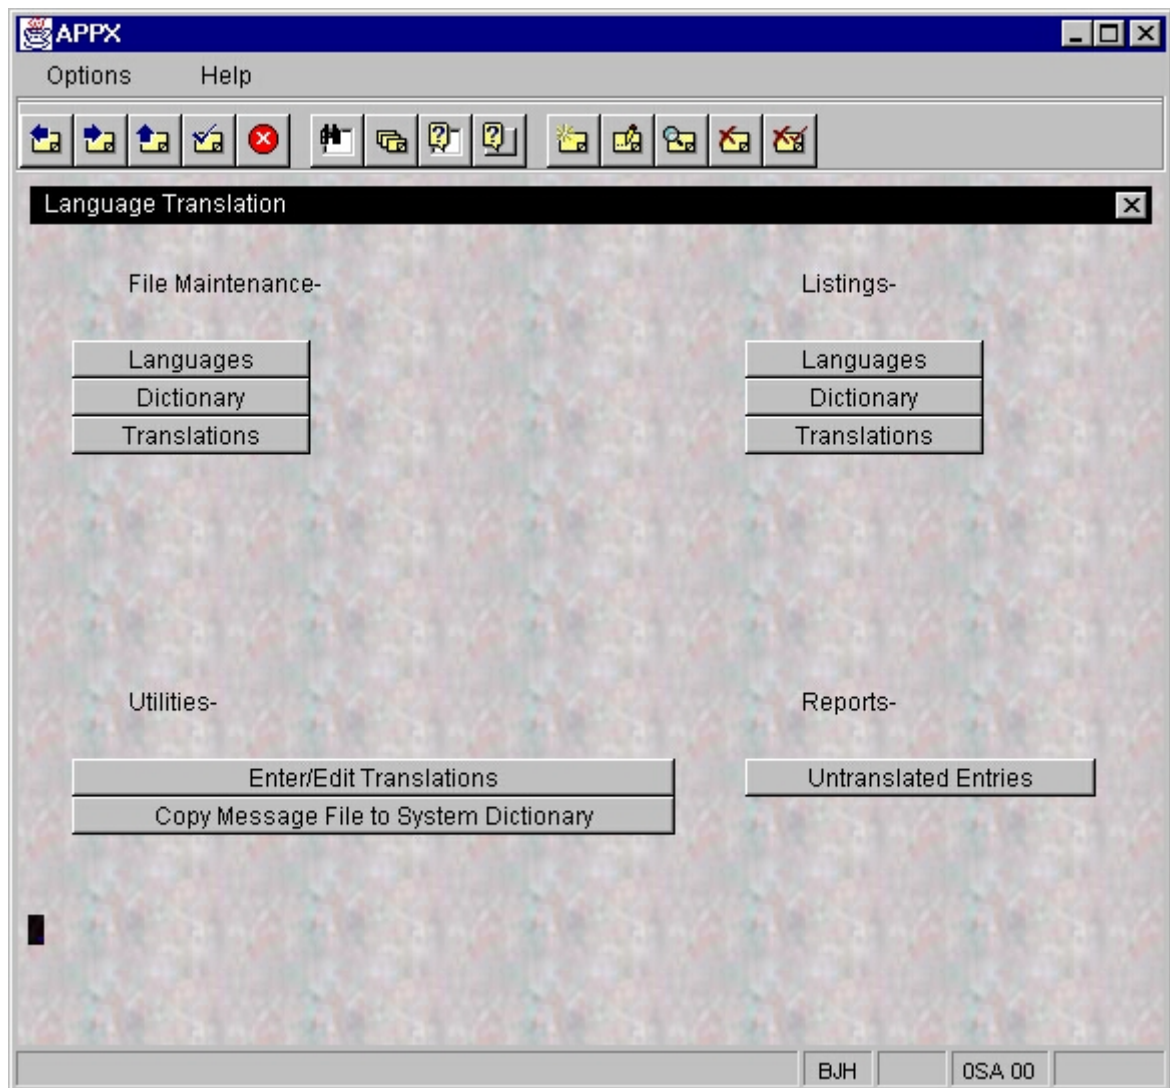 APPX
Options Help
Language Translation
File Maintenance-
Listings-
Languages
Languages
Dictionary
Dictionary
Translations
Translations
Utilities-
Reports-
Enter/Edit Translations
Untranslated Entries
Copy Message File to System Dictionary
BJH
0SA 00